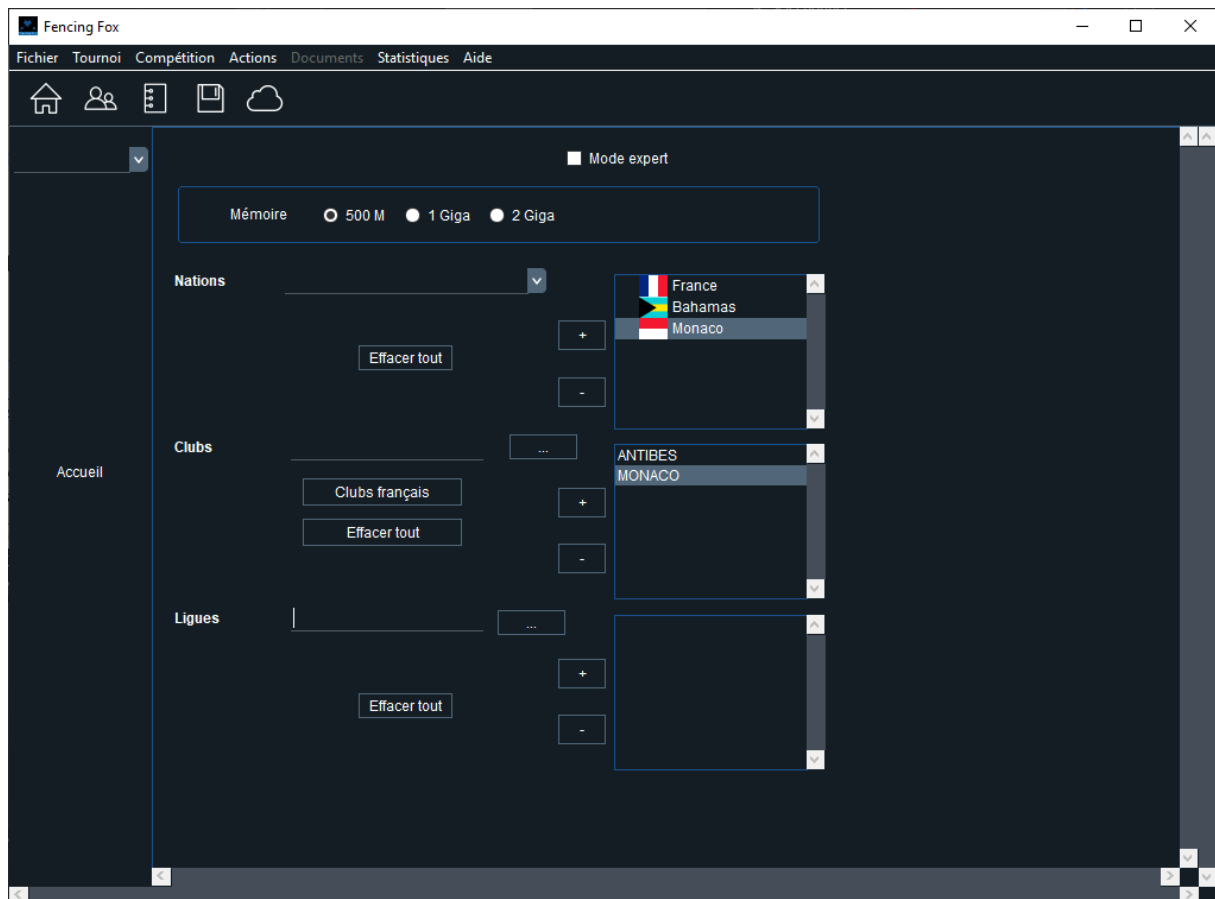 Fencing Fox
Fichier Tournoi Compétition Actions Documents Statistiques Aide
Mode expert
Mémoire 500 M 1 Giga 2 Giga
Nations
France
Bahamas
Monaco
+
Effacer tout
-
Clubs
...
ANTIBES
MONACO
Accueil
Clubs français
+
Effacer tout
-
Ligues
...
+
Effacer tout
-